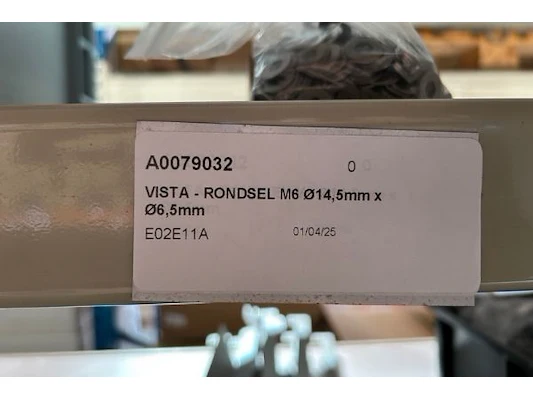 A0079032 0
VISTA - RONDSEL M6 Ø14,5mm x
Ø6,5mm
E02E11A 01/04/25